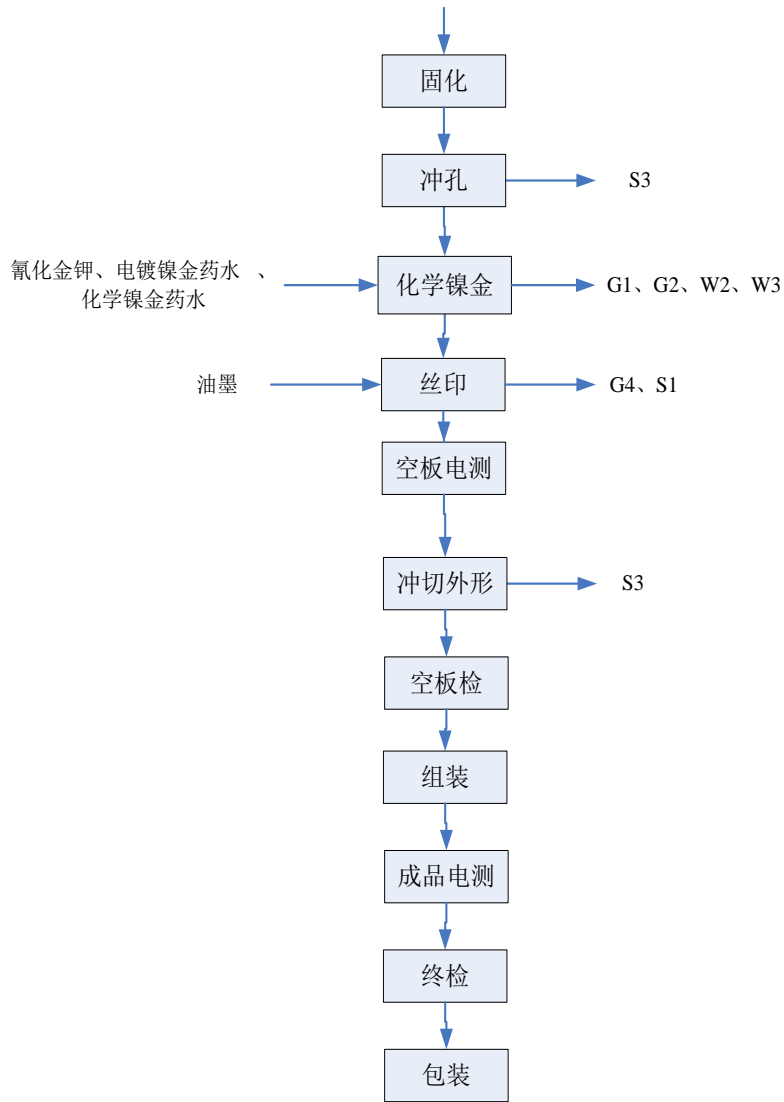 固化
冲孔
S3
氰化金钾、电镀镍金药水 、
化学镍金药水
化学镍金
G1、G2、W2、W3
油墨
丝印
G4、S1
空板电测
冲切外形
S3
空板检
组装
成品电测
终检
包装